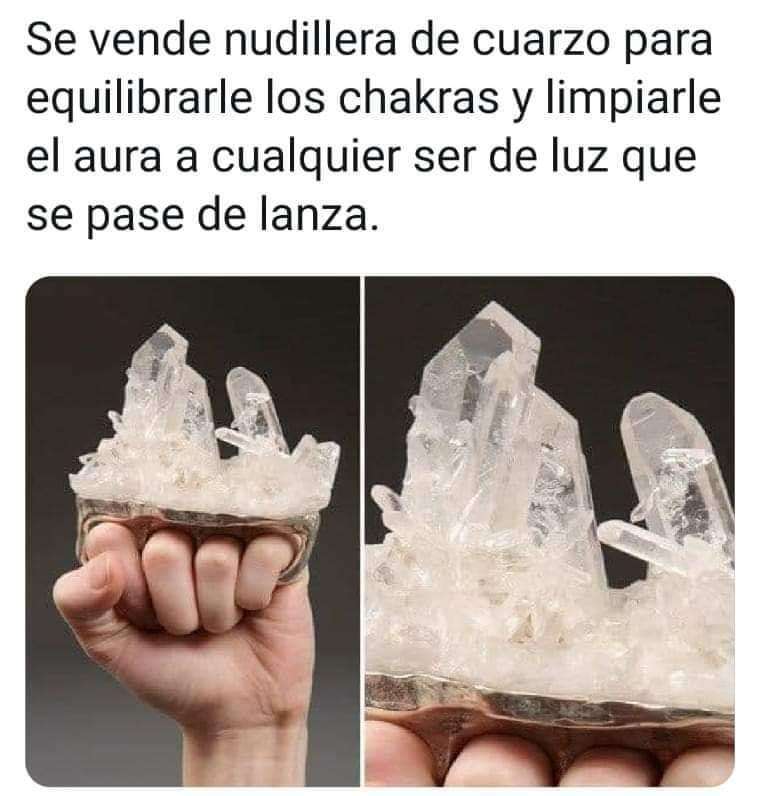 Se vende nudillera de cuarzo para
equilibrarle los chakras y limpiarle
el aura a cualquier ser de luz que
se pase de lanza.